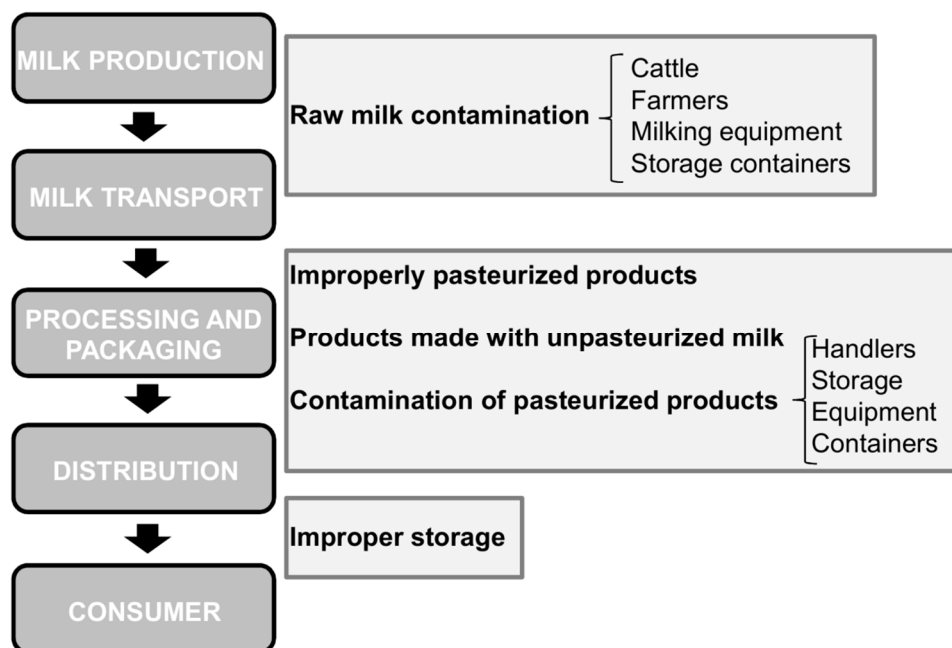 MILK PRODUCTION
Raw milk contamination
Cattle
Farmers
Milking equipment
Storage containers
MILK TRANSPORT
Improperly pasteurized products
PROCESSING AND
PACKAGING
Products made with unpasteurized milk
Contamination of pasteurized products
Handlers
Storage
Equipment
Containers
DISTRIBUTION
Improper storage
CONSUMER